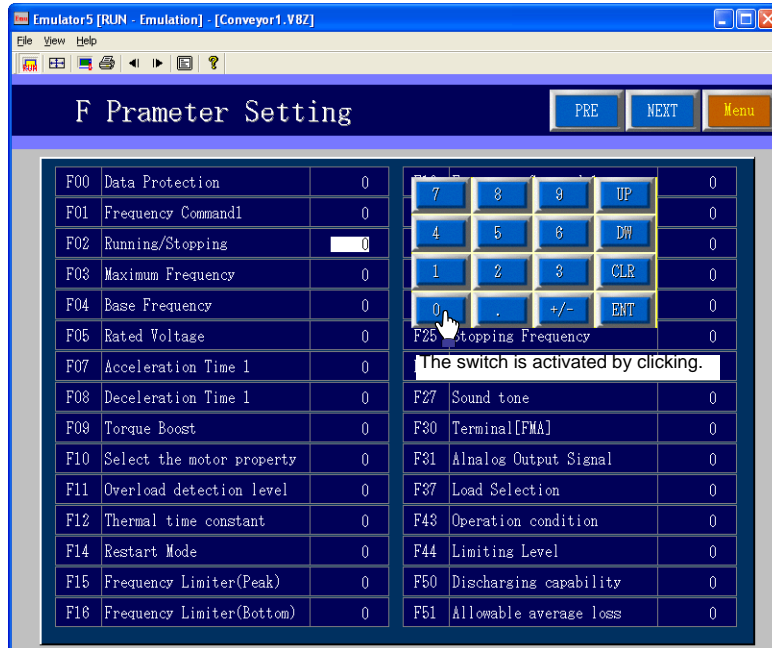 Emulator5 [RUN - Emulation] - [Conveyor1.V8Z]
File View Help
F Prameter Setting
PRE
NEXT
Menu
F00 Data Protection 0
F01 Frequency Command1 0
F02 Running/Stopping 0
F03 Maximum Frequency 0
F04 Base Frequency 0
F05 Rated Voltage 0
F07 Acceleration Time 1 0
F08 Deceleration Time 1 0
F09 Torque Boost 0
F10 Select the motor property 0
F11 Overload detection level 0
F12 Thermal time constant 0
F14 Restart Mode 0
F15 Frequency Limiter(Peak) 0
F16 Frequency Limiter(Bottom) 0
0
0
0
0
0
7 8 9 UP
4 5 6 DW
1 2 3 CLR
0 . +/- ENT
F25 Stopping Frequency 0
The switch is activated by clicking.
F27 Sound tone 0
F30 Terminal[FMA] 0
F31 Alnalog Output Signal 0
F37 Load Selection 0
F43 Operation condition 0
F44 Limiting Level 0
F50 Discharging capability 0
F51 Allowable average loss 0